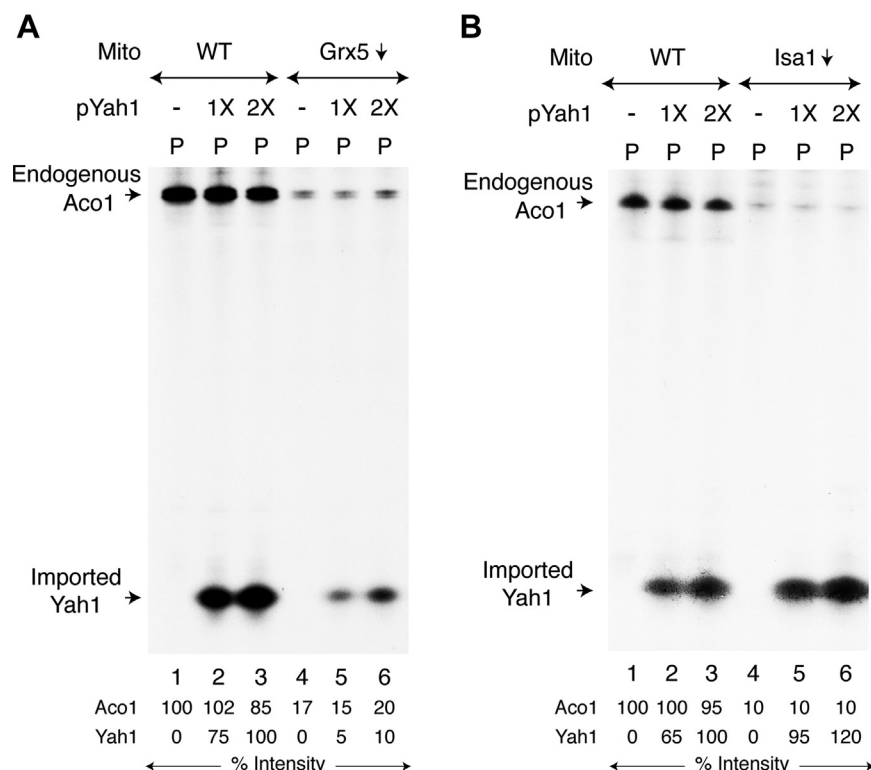 A
Mito WT Grx5 ↓
pYah1 - 1X 2X - 1X 2X
P P P P P P
Endogenous
Aco1
Imported
Yah1
1 2 3 4 5 6
Aco1 100 102 85 17 15 20
Yah1 0 75 100 0 5 10
% Intensity
B
Mito WT Isa1 ↓
pYah1 - 1X 2X - 1X 2X
P P P P P P
Endogenous
Aco1
Imported
Yah1
1 2 3 4 5 6
Aco1 100 100 95 10 10 10
Yah1 0 65 100 0 95 120
% Intensity